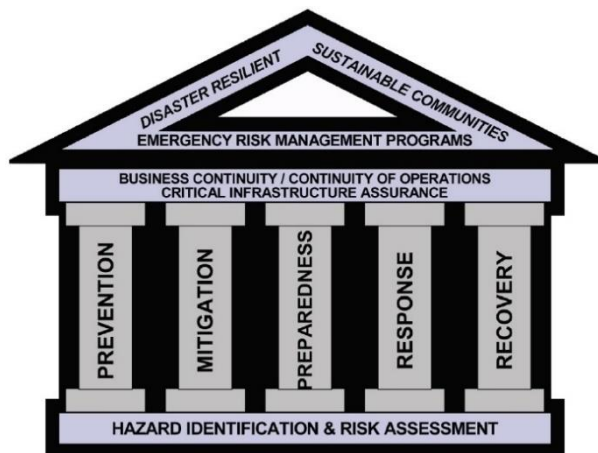 DISASTER RESILIENT
SUSTAINABLE COMMUNITIES
EMERGENCY RISK MANAGEMENT PROGRAMS
BUSINESS CONTINUITY / CONTINUITY OF OPERATIONS
CRITICAL INFRASTRUCTURE ASSURANCE
PREVENTION
MITIGATION
PREPAREDNESS
RESPONSE
RECOVERY
HAZARD IDENTIFICATION & RISK ASSESSMENT